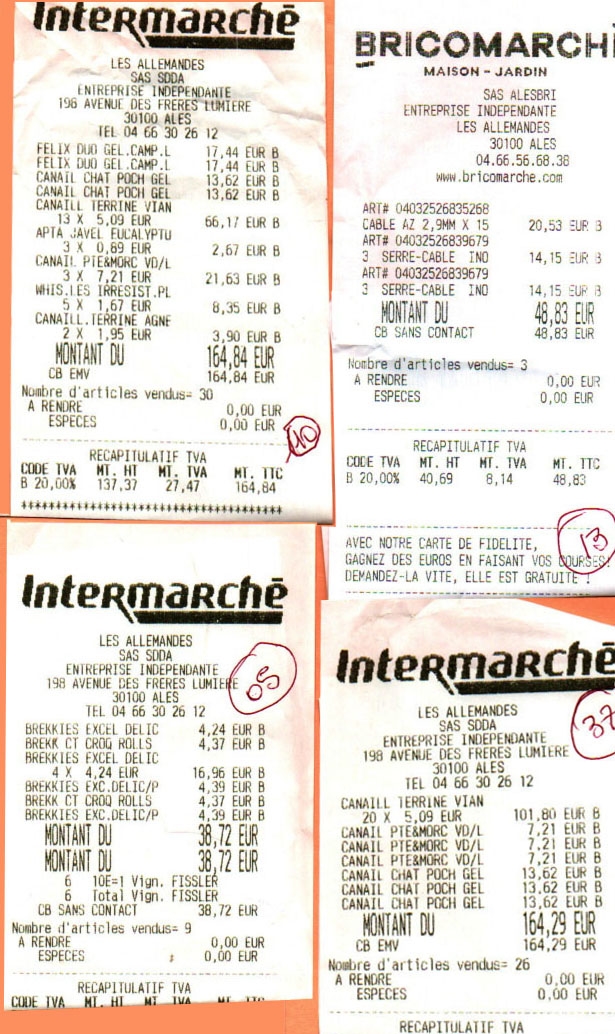 Intermarchē
LES ALLEMANDES
SAS SDDA
ENTREPRISE INDEPENDANTE
198 AVENUE DES FRERES LUMIERE
30100 ALES
TEL 04 66 30 26 12
FELIX DUO GEL.CAMP.L 17,44 EUR B
FELIX DUO GEL.CAMP.L 17,44 EUR B
CANAIL CHAT POCH GEL 13,62 EUR B
CANAIL CHAT POCH GEL 13,62 EUR B
CANAILL TERRINE VIAN
13 X 5,09 EUR 66,17 EUR B
APTA JAVEL EUCALYPTU
3 X 0,89 EUR 2,67 EUR B
CANAIL PTE&MORC VD/L
3 X 7,21 EUR 21,63 EUR B
WHIS.LES IRRESIST.PL
5 X 1,67 EUR 8,35 EUR B
CANAILL.TERRINE AGNE
2 X 1,95 EUR 3,90 EUR B
MONTANT DU 164,84 EUR
CB EMV 164,84 EUR
Nombre d'articles vendus= 30
A RENDRE 0,00 EUR
ESPECES 0,00 EUR
RECAPITULATIF TVA
CODE TVA MT. HT MT. TVA MT. TTC
B 20,00% 137,37 27,47 164,84
BRICOMARCH
MAISON - JARDIN
SAS ALESBRI
ENTREPRISE INDEPENDANTE
LES ALLEMANDES
30100 ALES
04.66.56.68.38
www.bricomarche.com
ART# 04032526835268
CABLE AZ 2,9MM X 15 20,53 EUR B
ART# 04032526839679
3 SERRE-CABLE INO 14,15 EUR B
ART# 04032526839679
3 SERRE-CABLE INO 14,15 EUR B
MONTANT DU 48,83 EUR
CB SANS CONTACT 48,83 EUR
Nombre d'articles vendus= 3
A RENDRE 0,00 EUR
ESPECES 0,00 EUR
RECAPITULATIF TVA
CODE TVA MT. HT MT. TVA MT. TTC
B 20,00% 40,69 8,14 48,83
13
AVEC NOTRE CARTE DE FIDELITE,
GAGNEZ DES EUROS EN FAISANT VOS COURSES!
DEMANDEZ-LA VITE, ELLE EST GRATUITE !
Intermarchē
LES ALLEMANDES
SAS SDDA
ENTREPRISE INDEPENDANTE
198 AVENUE DES FRERES LUMIERE
30100 ALES
TEL 04 66 30 26 12
05
BREKKIES EXCEL DELIC 4,24 EUR B
BREKK CT CROQ ROLLS 4,37 EUR B
BREKKIES EXCEL DELIC
4 X 4,24 EUR 16,96 EUR B
BREKKIES EXC.DELIC/P 4,39 EUR B
BREKK CT CROQ ROLLS 4,37 EUR B
BREKKIES EXC.DELIC/P 4,39 EUR B
MONTANT DU 38,72 EUR
MONTANT DU 38,72 EUR
6 10E=1 Vign. FISSLER
6 Total Vign. FISSLER
CB SANS CONTACT 38,72 EUR
Nombre d'articles vendus= 9
A RENDRE 0,00 EUR
ESPECES 0,00 EUR
RECAPITULATIF TVA
CODE TVA MT. HT MT. TVA MT. TTC
Intermarchē
LES ALLEMANDES
SAS SDDA
ENTREPRISE INDEPENDANTE
198 AVENUE DES FRERES LUMIERE
30100 ALES
TEL 04 66 30 26 12
37
CANAILL TERRINE VIAN
20 X 5,09 EUR 101,80 EUR B
CANAIL PTE&MORC VD/L 7,21 EUR B
CANAIL PTE&MORC VD/L 7,21 EUR B
CANAIL PTE&MORC VD/L 7,21 EUR B
CANAIL CHAT POCH GEL 13,62 EUR B
CANAIL CHAT POCH GEL 13,62 EUR B
CANAIL CHAT POCH GEL 13,62 EUR B
MONTANT DU 164,29 EUR
CB EMV 164,29 EUR
Nombre d'articles vendus= 26
A RENDRE 0,00 EUR
ESPECES 0,00 EUR
RECAPITULATIF TVA